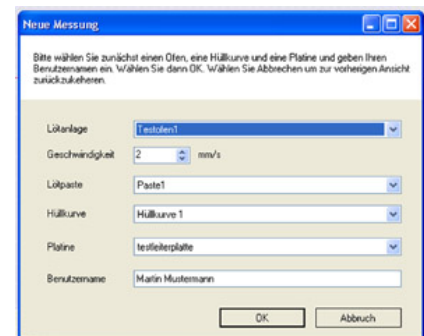 Neue Messung
Bitte wählen Sie zunächst einen Ofen, eine Hüllkurve und eine Platine und geben Ihren
Benutzernamen ein. Wählen Sie dann OK. Wählen Sie Abbrechen um zur vorherigen Ansicht
zurückzukeheren.
Lötanlage Testofen1
Geschwindigkeit 2 mm/s
Lötpaste Paste1
Hüllkurve Hüllkurve 1
Platine testleiterplatte
Benutzername Martin Mustermann
OK Abbruch